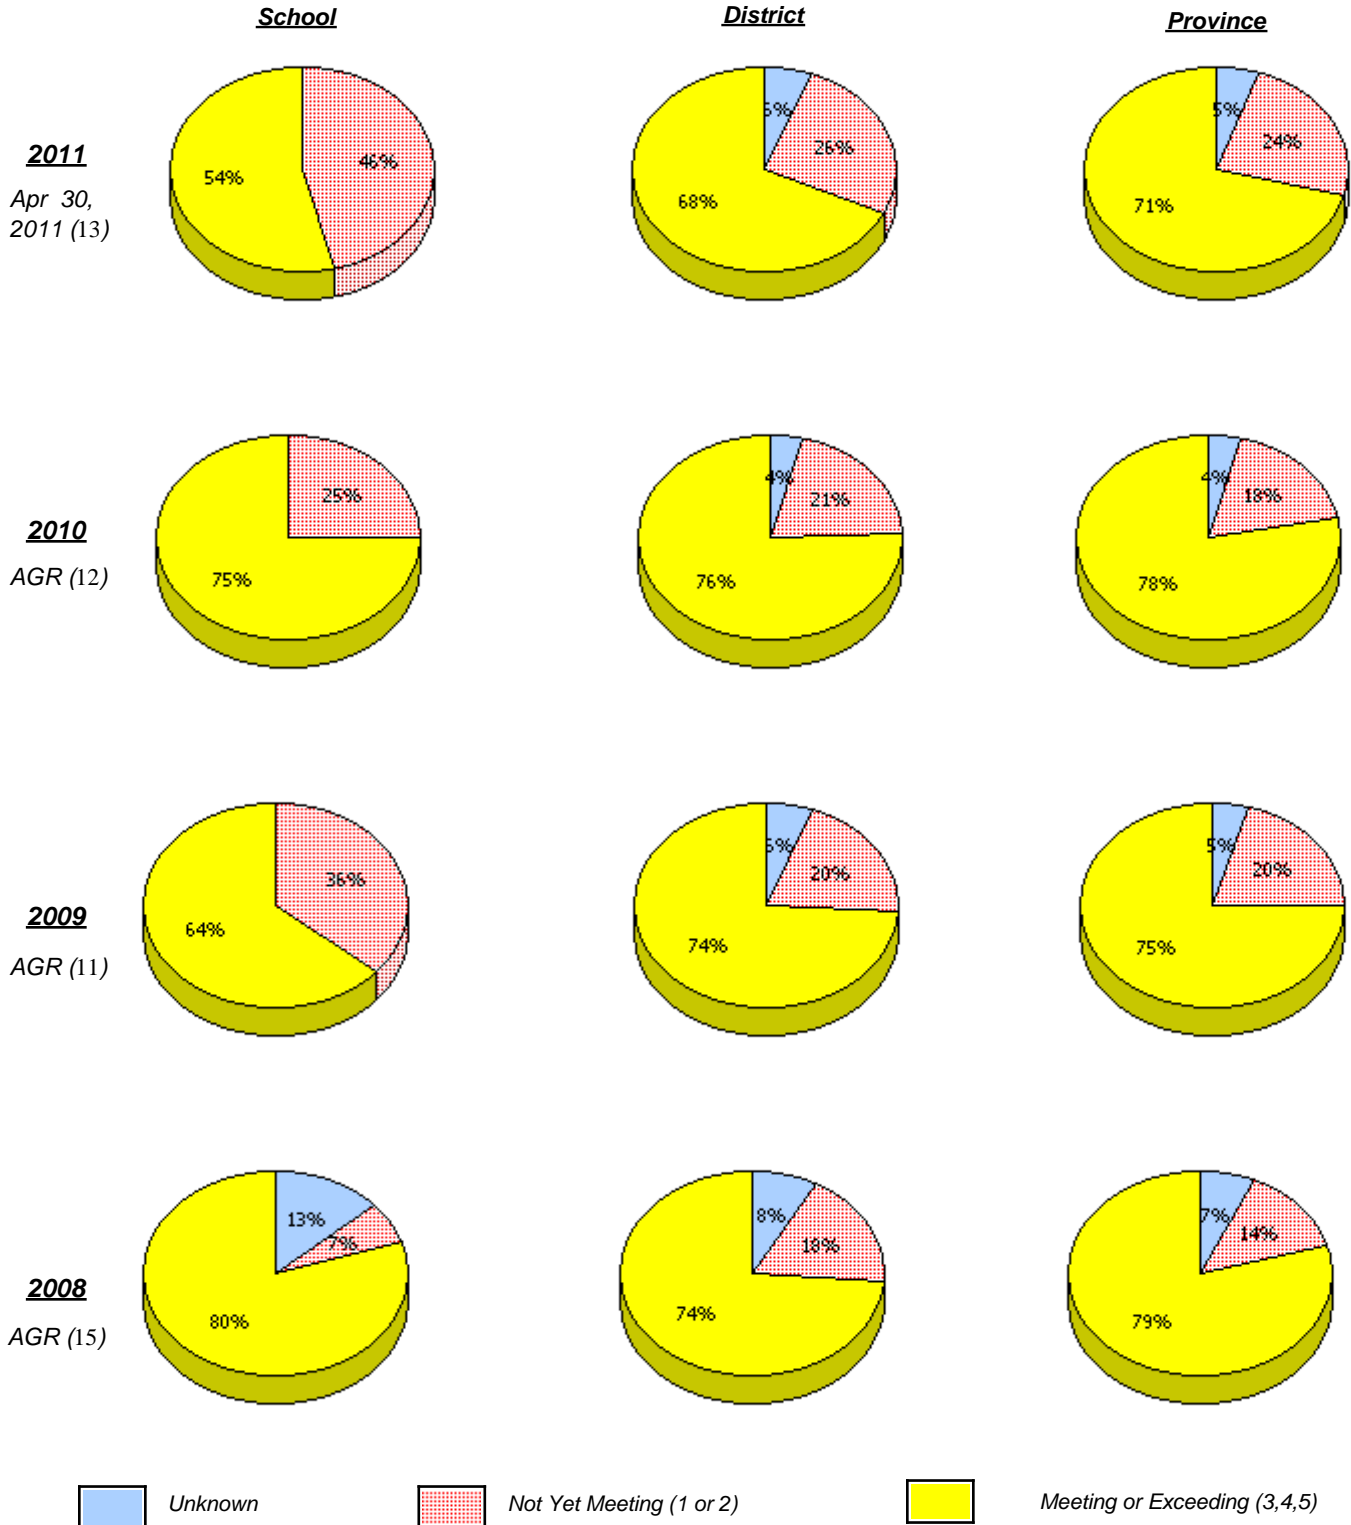 School District Province
2011
Apr 30,
2011 (13)
54% 46% 68% 6% 26% 71% 5% 24%
2010
AGR (12)
75% 25% 76% 4% 21% 78% 4% 18%
2009
AGR (11)
64% 36% 74% 6% 20% 75% 5% 20%
2008
AGR (15)
80% 13% 7% 74% 8% 18% 79% 7% 14%
Unknown Not Yet Meeting (1 or 2) Meeting or Exceeding (3,4,5)